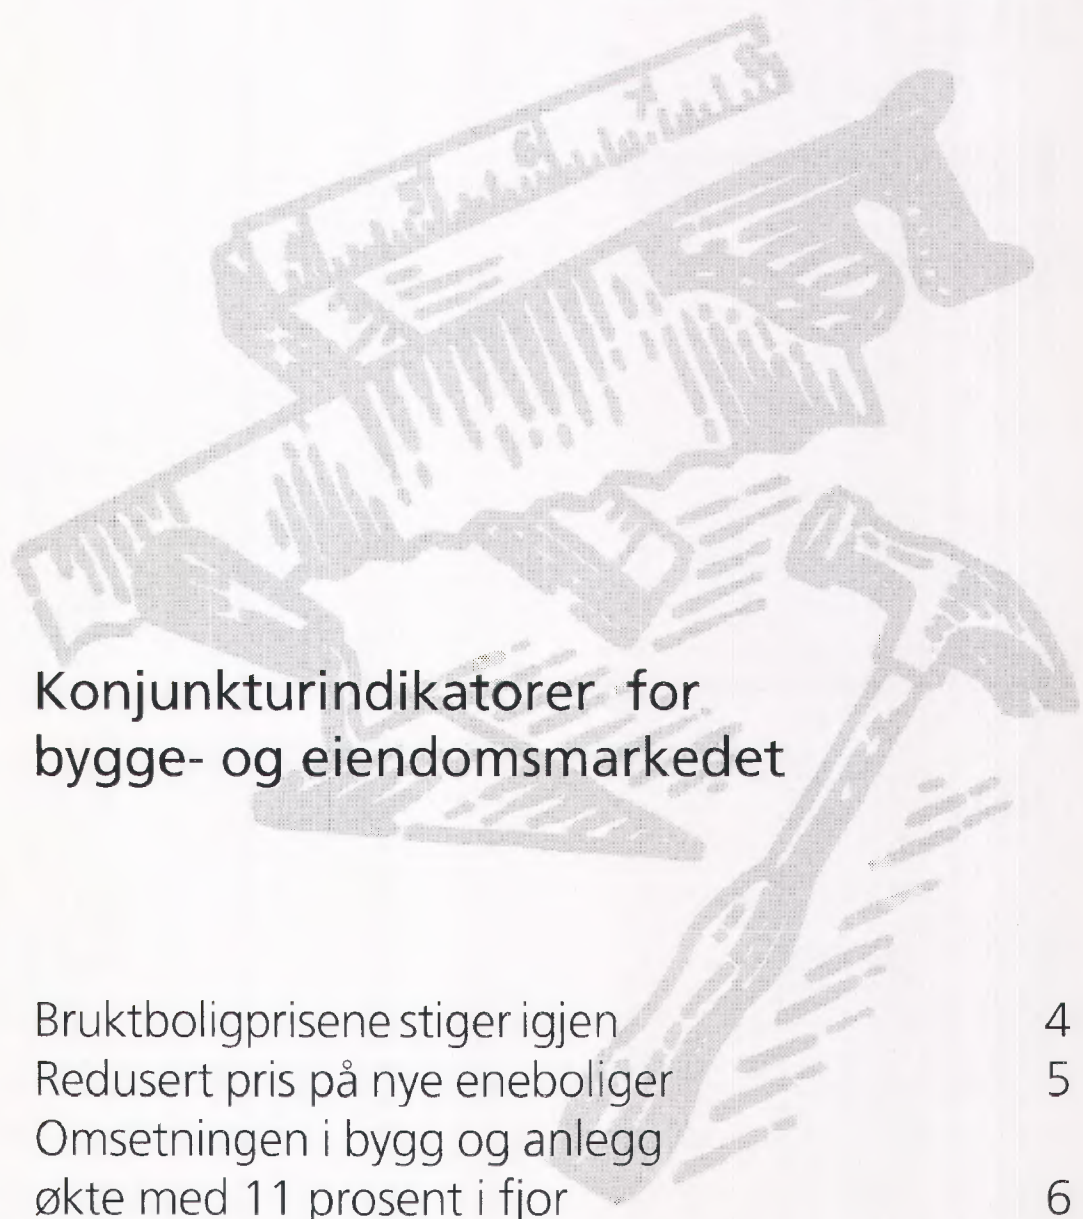 Konjunkturindikatorer for
bygge- og eiendomsmarkedet
Bruktboligprisene stiger igjen 4
Redusert pris på nye eneboliger 5
Omsetningen i bygg og anlegg
økte med 11 prosent i fjor 6